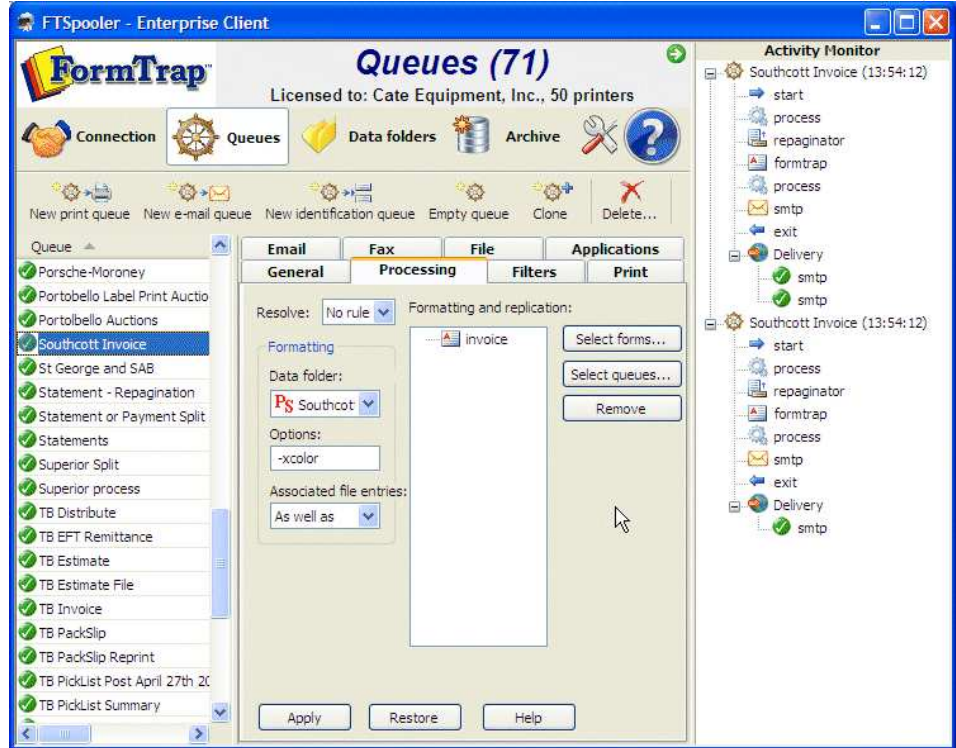 FTSpooler - Enterprise Client
FormTrap
Queues (71)
Licensed to: Cate Equipment, Inc., 50 printers
Connection
Queues
Data folders
Archive
New print queue
New e-mail queue
New identification queue
Empty queue
Clone
Delete...
Queue
Porsche-Moroney
Portobello Label Print Auctio
Portolbello Auctions
Southcott Invoice
St George and SAB
Statement - Repagination
Statement or Payment Split
Statements
Superior Split
Superior process
TB Distribute
TB EFT Remittance
TB Estimate
TB Estimate File
TB Invoice
TB PackSlip
TB PackSlip Reprint
TB PickList Post April 27th 20
TB PickList Summary
Email
Fax
File
Applications
General
Processing
Filters
Print
Resolve:
No rule
Formatting and replication:
Formatting
Data folder:
PS Southcot
Options:
-xcolor
Associated file entries:
As well as
invoice
Select forms...
Select queues...
Remove
Apply
Restore
Help
Activity Monitor
Southcott Invoice (13:54:12)
start
process
repaginator
formtrap
process
smtp
exit
Delivery
smtp
smtp
Southcott Invoice (13:54:12)
start
process
repaginator
formtrap
process
smtp
exit
Delivery
smtp